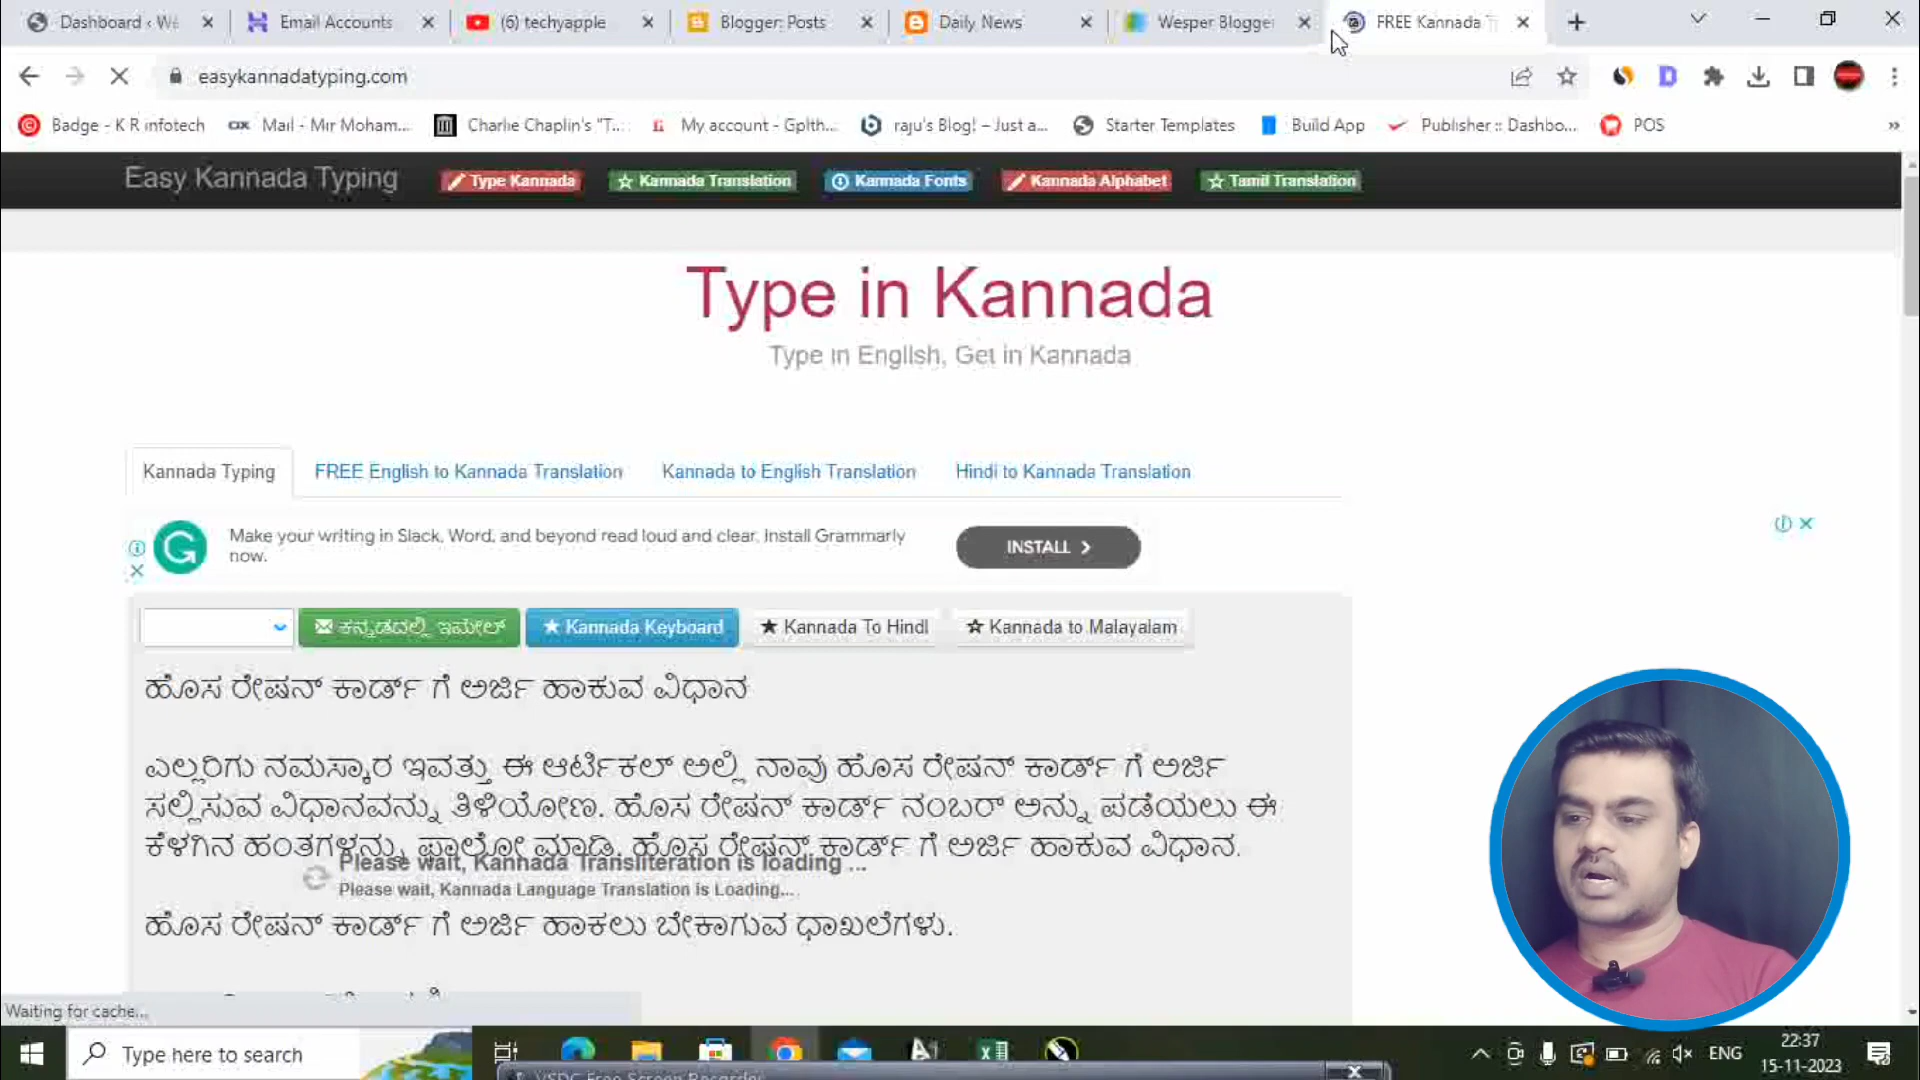 Dashboard ‹ We
Email Accounts
(6) techyapple
Blogger: Posts
Daily News
Wesper Blogger
FREE Kannada T
easykannadatyping.com
Badge - K R infotech
Mail - Mir Moham...
Charlie Chaplin's "T...
My account - Gplth...
raju's Blog! – Just a...
Starter Templates
Build App
Publisher :: Dashbo...
POS
Easy Kannada Typing
Type Kannada
Kannada Translation
Kannada Fonts
Kannada Alphabet
Tamil Translation
Type in Kannada
Type in English, Get in Kannada
Kannada Typing
FREE English to Kannada Translation
Kannada to English Translation
Hindi to Kannada Translation
Make your writing in Slack, Word, and beyond read loud and clear. Install Grammarly
now.
INSTALL
ಕನ್ನಡದಲ್ಲಿ ಇಮೇಲ್
Kannada Keyboard
Kannada To Hindi
Kannada to Malayalam
ಹೊಸ ರೇಷನ್ ಕಾರ್ಡ್ ಗೆ ಅರ್ಜಿ ಹಾಕುವ ವಿಧಾನ
ಎಲ್ಲರಿಗು ನಮಸ್ಕಾರ ಇವತ್ತು ಈ ಆರ್ಟಿಕಲ್ ಅಲ್ಲಿ ನಾವು ಹೊಸ ರೇಷನ್ ಕಾರ್ಡ್ ಗೆ ಅರ್ಜಿ
ಸಲ್ಲಿಸುವ ವಿಧಾನವನ್ನು ತಿಳಿಯೋಣ. ಹೊಸ ರೇಷನ್ ಕಾರ್ಡ್ ನಂಬರ್ ಅನ್ನು ಪಡೆಯಲು ಈ
ಕೆಳಗಿನ ಹಂತಗಳನ್ನು ಫಾಲೋ ಮಾಡಿ. ಹೊಸ ರೇಷನ್ ಕಾರ್ಡ್ ಗೆ ಅರ್ಜಿ ಹಾಕುವ ವಿಧಾನ.
Please wait, Kannada Transliteration is loading ...
Please wait, Kannada Language Translation is Loading...
ಹೊಸ ರೇಷನ್ ಕಾರ್ಡ್ ಗೆ ಅರ್ಜಿ ಹಾಕಲು ಬೇಕಾಗುವ ಧಾಖಲೆಗಳು.
Waiting for cache...
Type here to search
ENG
22:37
15-11-2023
VSDC Free Screen Recorder